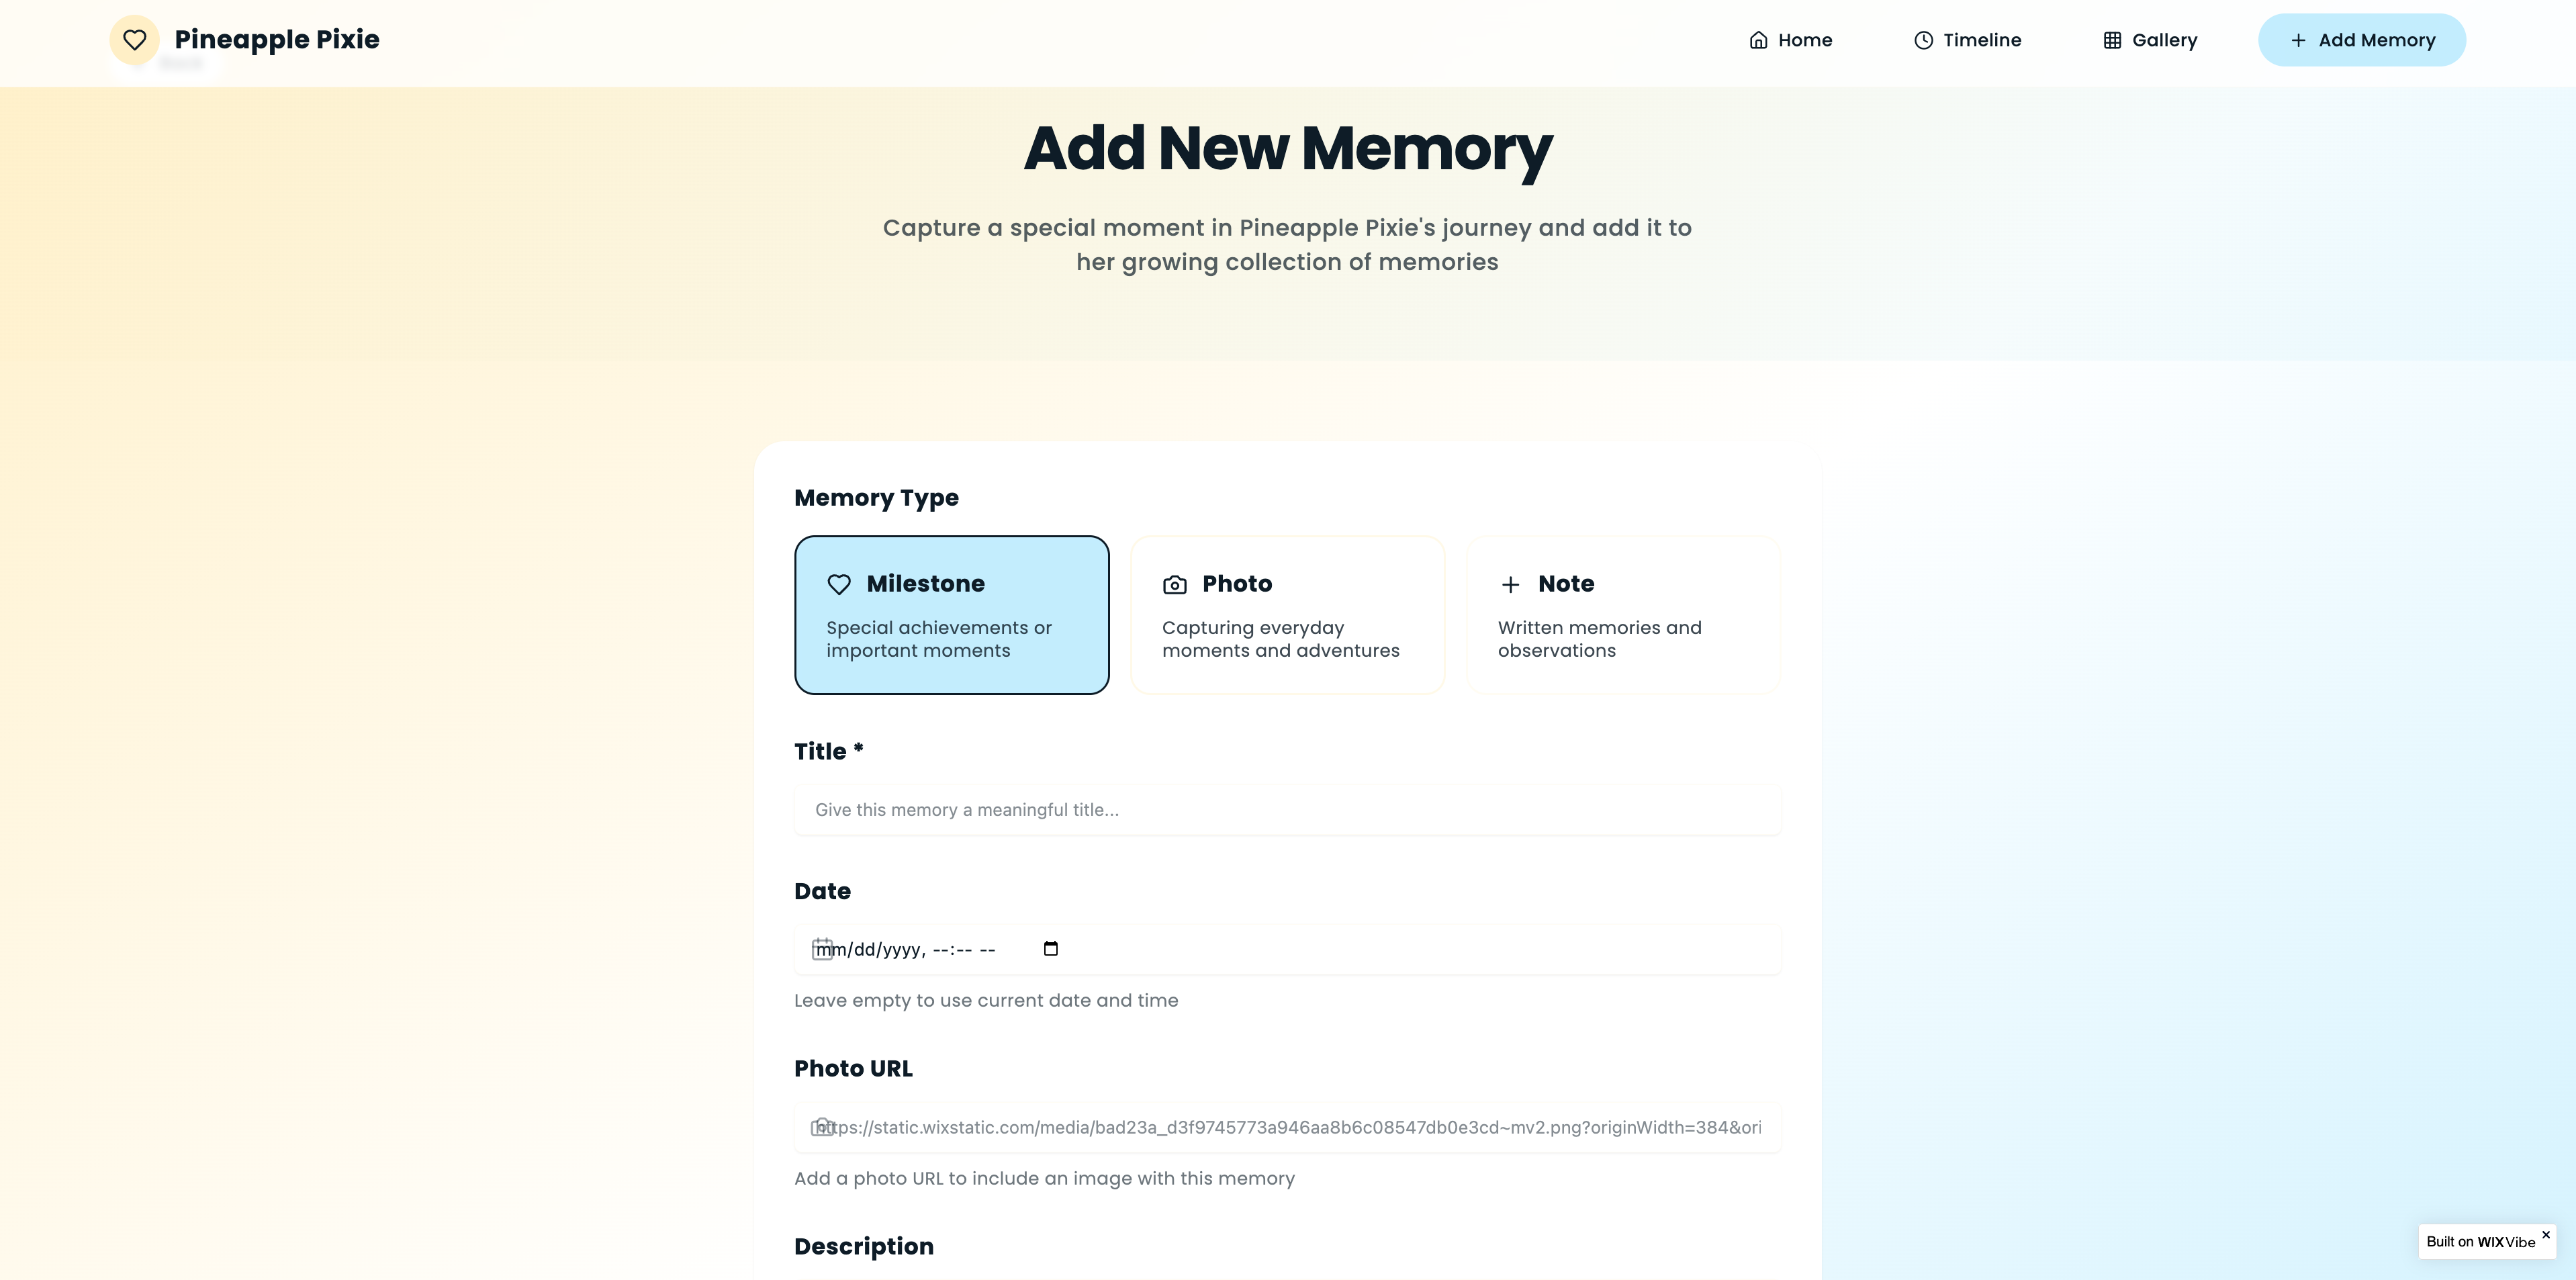 Pineapple Pixie
Home
Timeline
Gallery
Add Memory
Add New Memory
Capture a special moment in Pineapple Pixie's journey and add it to
her growing collection of memories
Memory Type
Milestone
Special achievements or
important moments
Photo
Capturing everyday
moments and adventures
Note
Written memories and
observations
Title *
Give this memory a meaningful title...
Date
mm/dd/yyyy, --:-- --
Leave empty to use current date and time
Photo URL
https://static.wixstatic.com/media/bad23a_d3f9745773a946aa8b6c08547db0e3cd~mv2.png?originWidth=384&ori
Add a photo URL to include an image with this memory
Description
Built on WIX Vibe